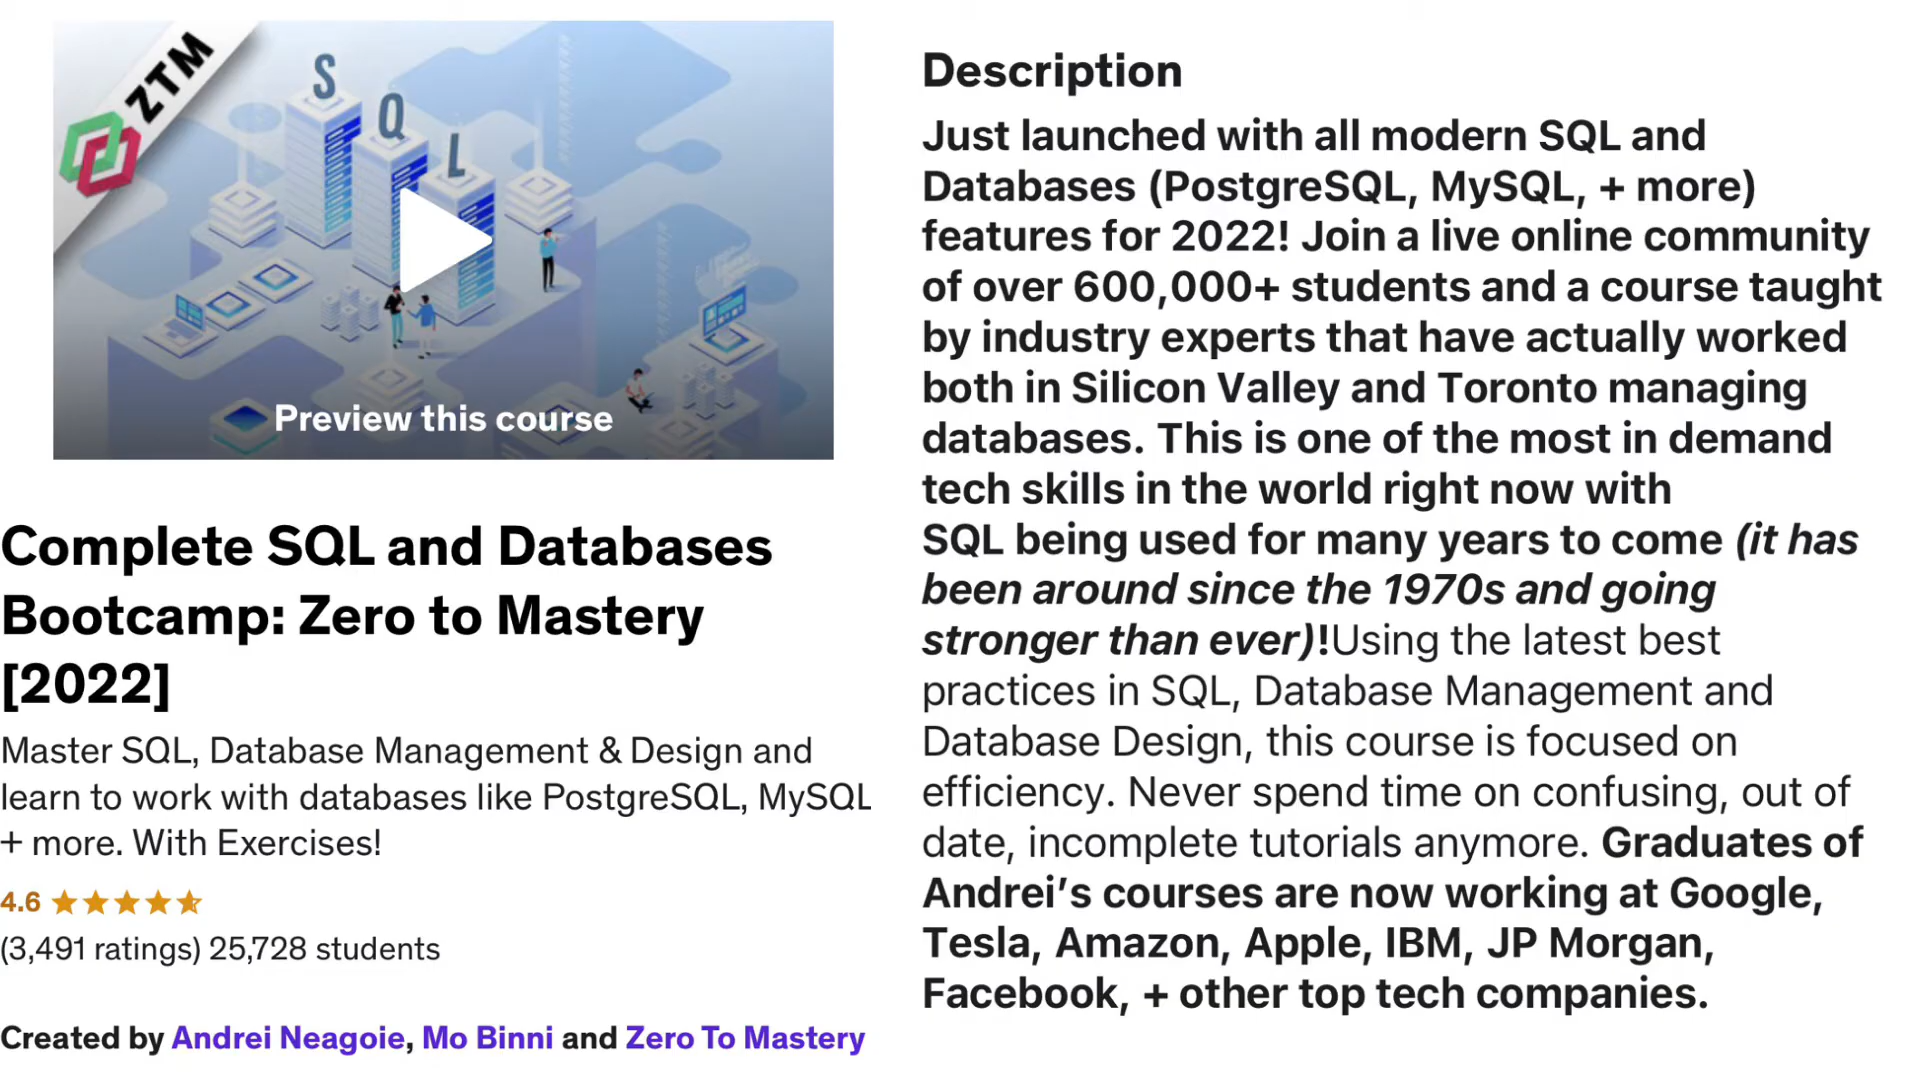 ZTM
S
Q
L
Preview this course
Complete SQL and Databases
Bootcamp: Zero to Mastery
[2022]
Master SQL, Database Management & Design and
learn to work with databases like PostgreSQL, MySQL
+ more. With Exercises!
4.6
(3,491 ratings) 25,728 students
Created by Andrei Neagoie, Mo Binni and Zero To Mastery
Description
Just launched with all modern SQL and
Databases (PostgreSQL, MySQL, + more)
features for 2022! Join a live online community
of over 600,000+ students and a course taught
by industry experts that have actually worked
both in Silicon Valley and Toronto managing
databases. This is one of the most in demand
tech skills in the world right now with
SQL being used for many years to come (it has
been around since the 1970s and going
stronger than ever)!Using the latest best
practices in SQL, Database Management and
Database Design, this course is focused on
efficiency. Never spend time on confusing, out of
date, incomplete tutorials anymore. Graduates of
Andrei’s courses are now working at Google,
Tesla, Amazon, Apple, IBM, JP Morgan,
Facebook, + other top tech companies.